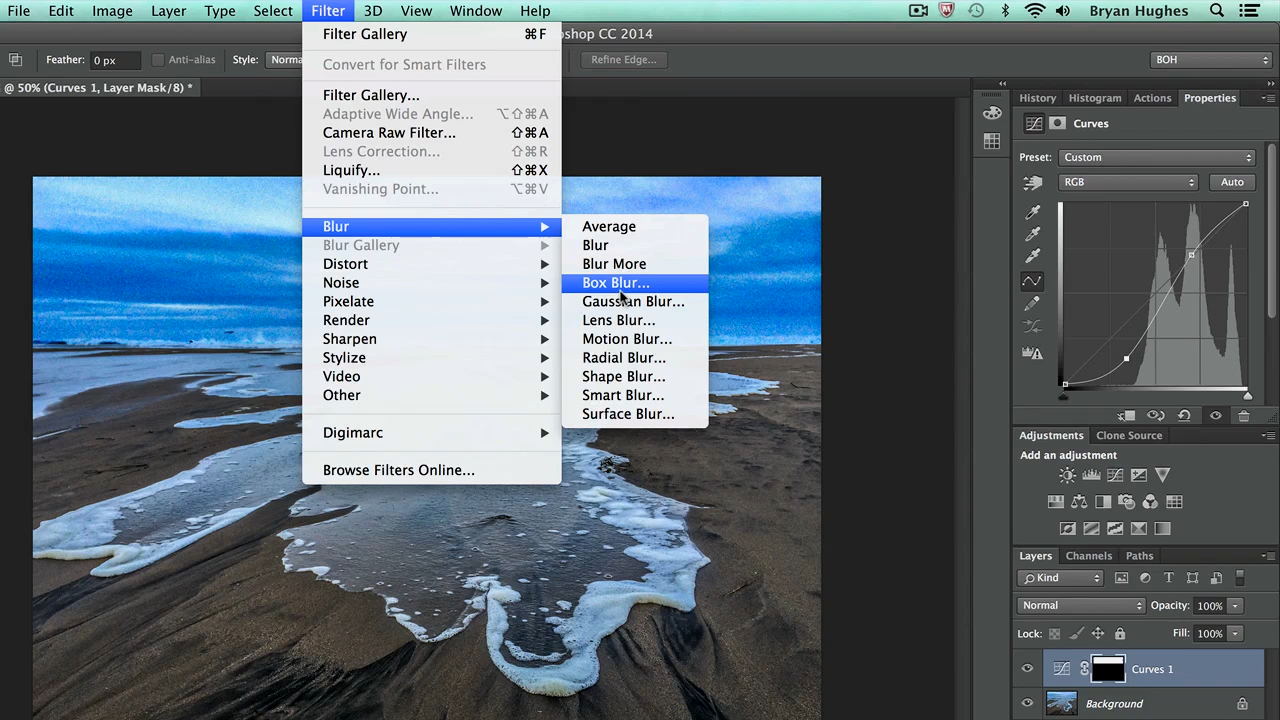 File Edit Image Layer Type Select Filter 3D View Window Help Bryan Hughes
Filter Gallery ⌘F
shop CC 2014
Feather: 0 px Anti-alias Style: Norma Refine Edge... BOH
Convert for Smart Filters
@ 50% (Curves 1, Layer Mask/8) *
Filter Gallery...
Adaptive Wide Angle... ⌥⇧⌘A
Camera Raw Filter... ⇧⌘A
Lens Correction... ⇧⌘R
Liquify... ⇧⌘X
Vanishing Point... ⌥⌘V
Blur
Blur Gallery
Distort
Noise
Pixelate
Render
Sharpen
Stylize
Video
Other
Digimarc
Browse Filters Online...
Average
Blur
Blur More
Box Blur...
Gaussian Blur...
Lens Blur...
Motion Blur...
Radial Blur...
Shape Blur...
Smart Blur...
Surface Blur...
History Histogram Actions Properties
Curves
Preset: Custom
RGB Auto
Adjustments Clone Source
Add an adjustment
Layers Channels Paths
Kind
Normal Opacity: 100%
Lock: Fill: 100%
Curves 1
Background